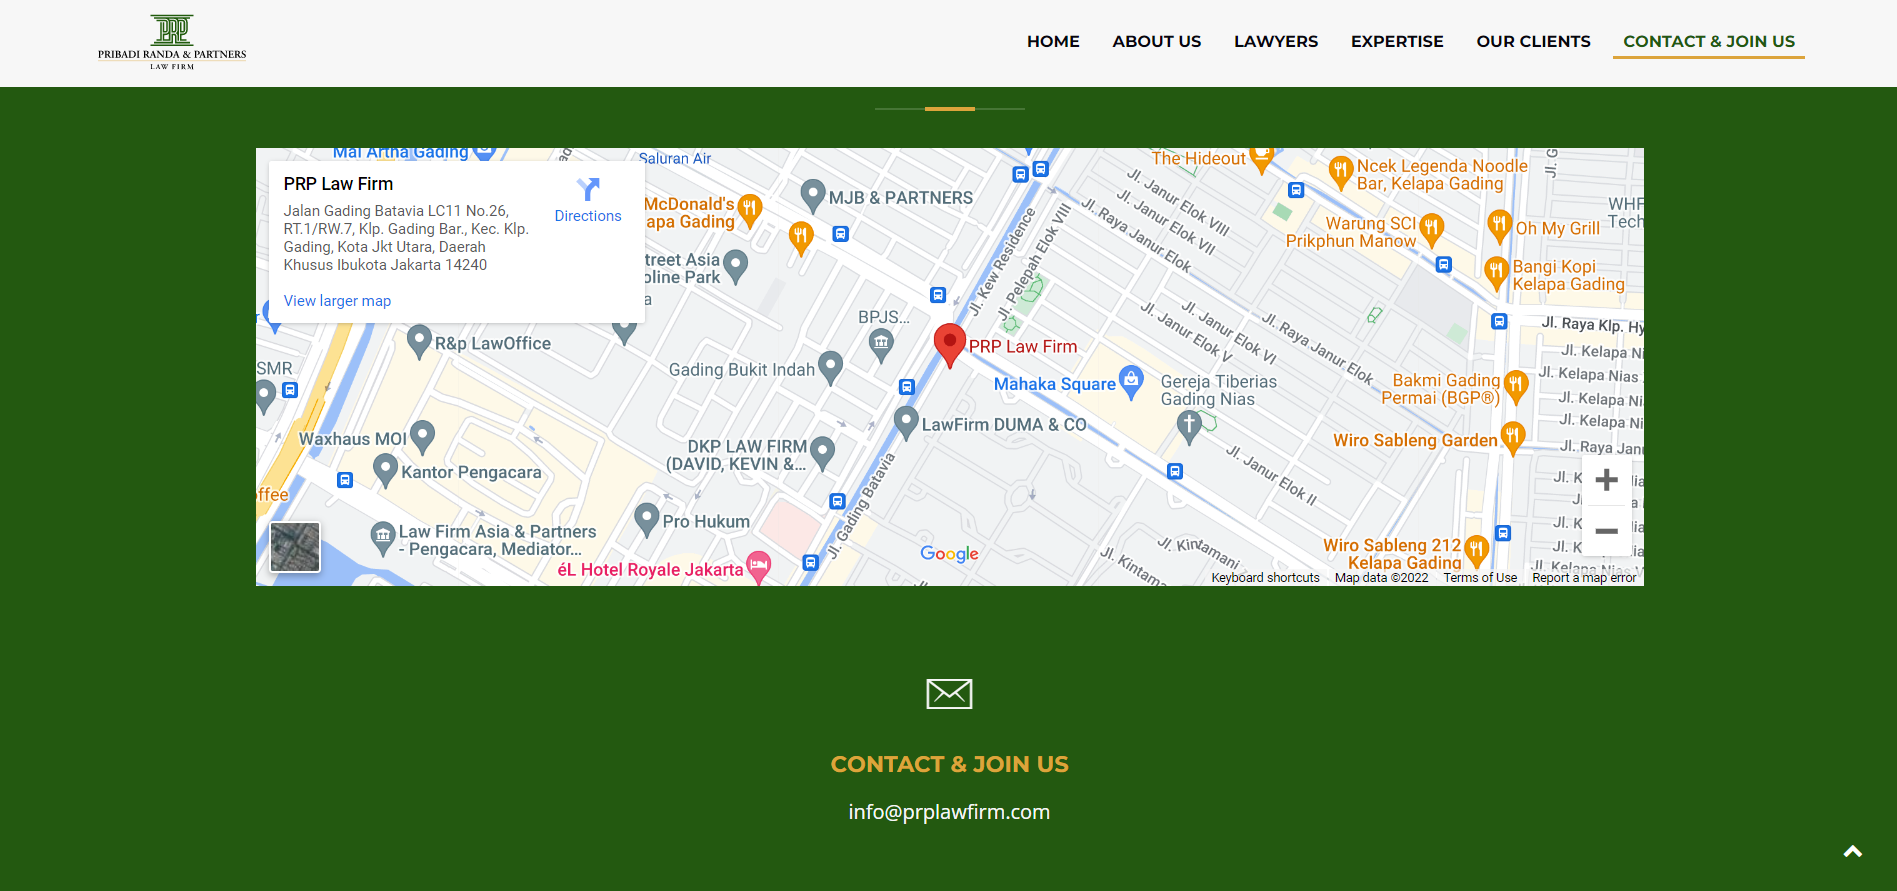 PRP
PRIBADI RANDA & PARTNERS
LAW FIRM
HOME
ABOUT US
LAWYERS
EXPERTISE
OUR CLIENTS
CONTACT & JOIN US
Mal Artha Gading
Saluran Air
The Hideout
Ncek Legenda Noodle
Bar, Kelapa Gading
Jl. G
PRP Law Firm
Directions
Jalan Gading Batavia LC11 No.26,
RT.1/RW.7, Klp. Gading Bar., Kec. Klp.
Gading, Kota Jkt Utara, Daerah
Khusus Ibukota Jakarta 14240
View larger map
McDonald's
apa Gading
MJB & PARTNERS
Jl. Janur Elok VIII
Jl. Janur Elok VII
Jl. Raya Janur Elok
Jl. Pelepah Elok VIII
Jl. Kew Residence
WHF
Tech
Warung SCI
Prikphun Manow
Oh My Grill
treet Asia
oline Park
a
Bangi Kopi
Kelapa Gading
BPJS...
Jl. Janur Elok VI
Jl. Janur Elok V
Jl. Raya Janur Elok
Jl. Raya Klp. Hy
r
R&p LawOffice
PRP Law Firm
Jl. Kelapa Ni
SMR
Gading Bukit Indah
Mahaka Square
Gereja Tiberias
Gading Nias
Bakmi Gading
Permai (BGP®)
Jl. Kelapa Nias
Jl. Kelapa Ni
Jl. Kelapa Ni
LawFirm DUMA & CO
Waxhaus MOI
DKP LAW FIRM
(DAVID, KEVIN &...
Wiro Sableng Garden
Jl. Raya Janu
Kantor Pengacara
Jl. Janur Elok II
Jl. K
offee
Jl. Gading Batavia
Law Firm Asia & Partners
- Pengacara, Mediator...
Pro Hukum
Jl. K
Google
Jl. Kintamani
Jl. Kintama
Wiro Sableng 212
Kelapa Gading
Jl. K
éL Hotel Royale Jakarta
Jl. Kelapa Nias V
Keyboard shortcuts
Map data ©2022
Terms of Use
Report a map error
CONTACT & JOIN US
info@prplawfirm.com